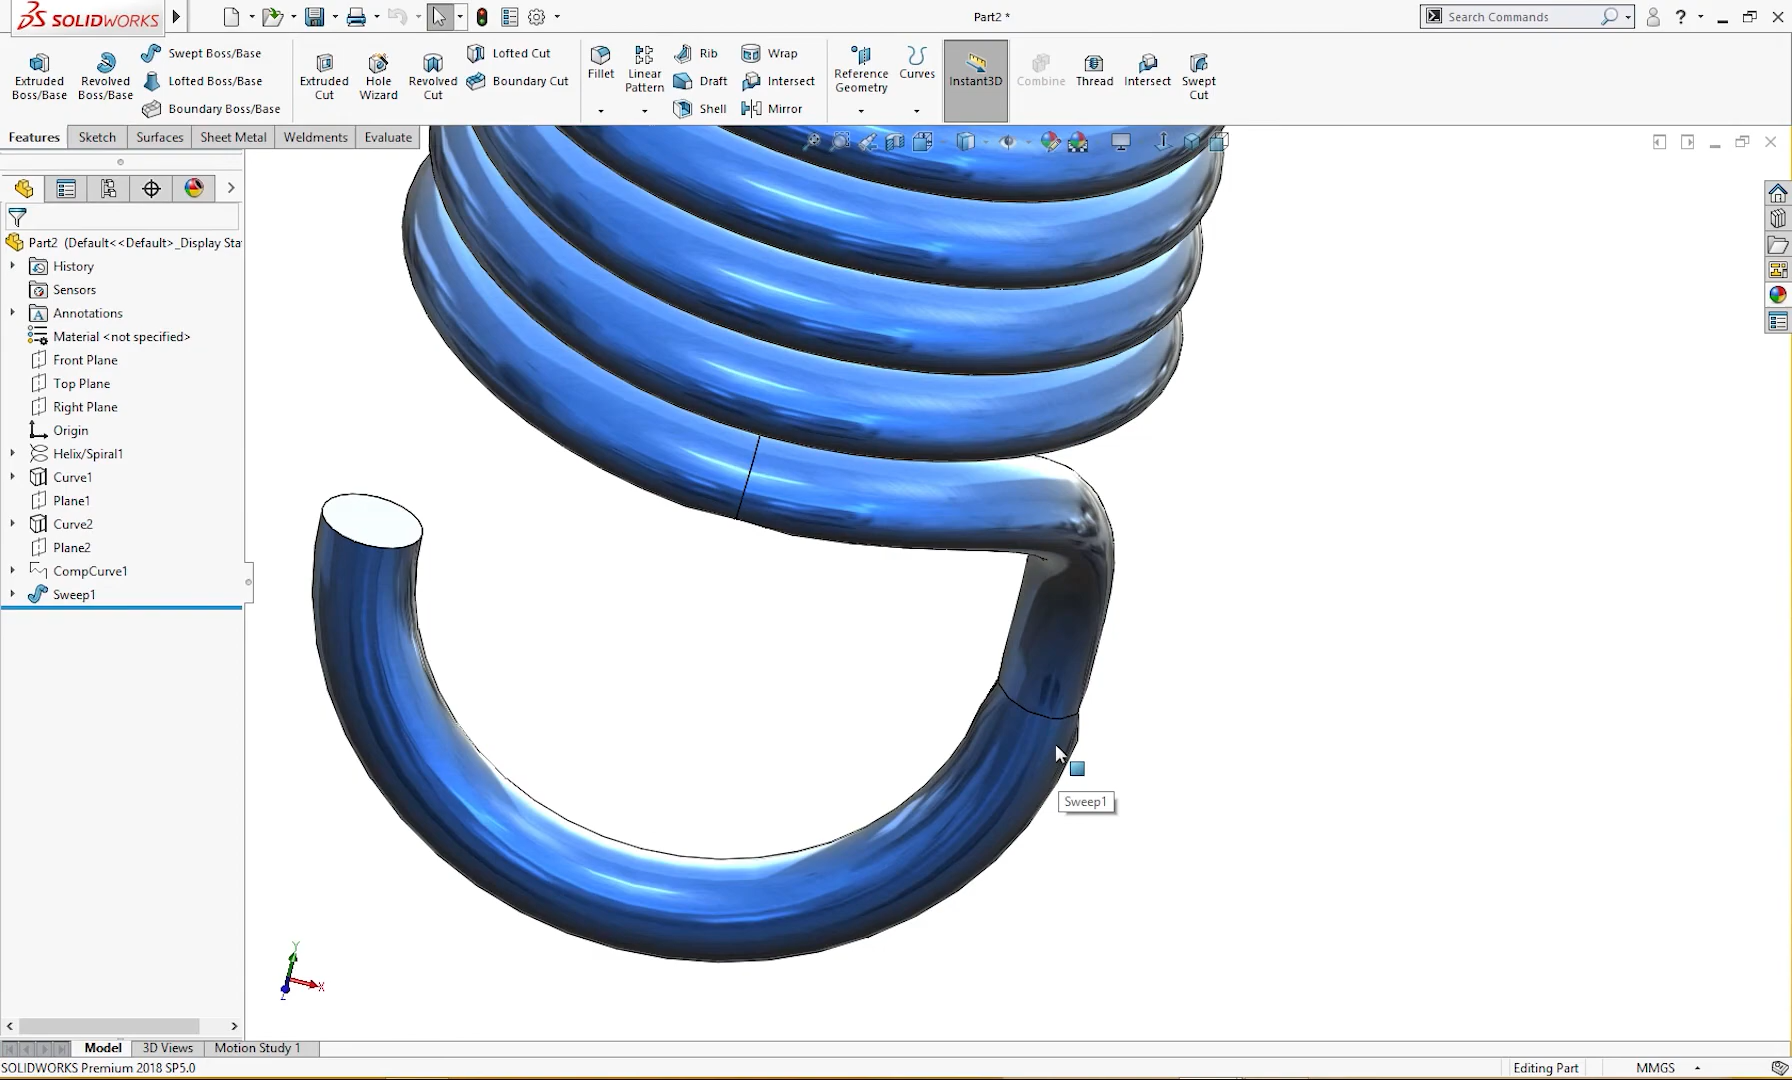 SOLIDWORKS
Part2 *
Search Commands
Extruded Boss/Base
Revolved Boss/Base
Swept Boss/Base
Lofted Boss/Base
Boundary Boss/Base
Extruded Cut
Hole Wizard
Revolved Cut
Lofted Cut
Boundary Cut
Fillet
Linear Pattern
Rib
Draft
Shell
Wrap
Intersect
Mirror
Reference Geometry
Curves
Instant3D
Combine
Thread
Intersect
Swept Cut
Features
Sketch
Surfaces
Sheet Metal
Weldments
Evaluate
Part2 (Default<<Default>_Display Sta
History
Sensors
Annotations
Material <not specified>
Front Plane
Top Plane
Right Plane
Origin
Helix/Spiral1
Curve1
Plane1
Curve2
Plane2
CompCurve1
Sweep1
Sweep1
Y
X
Z
Model
3D Views
Motion Study 1
SOLIDWORKS Premium 2018 SP5.0
Editing Part
MMGS